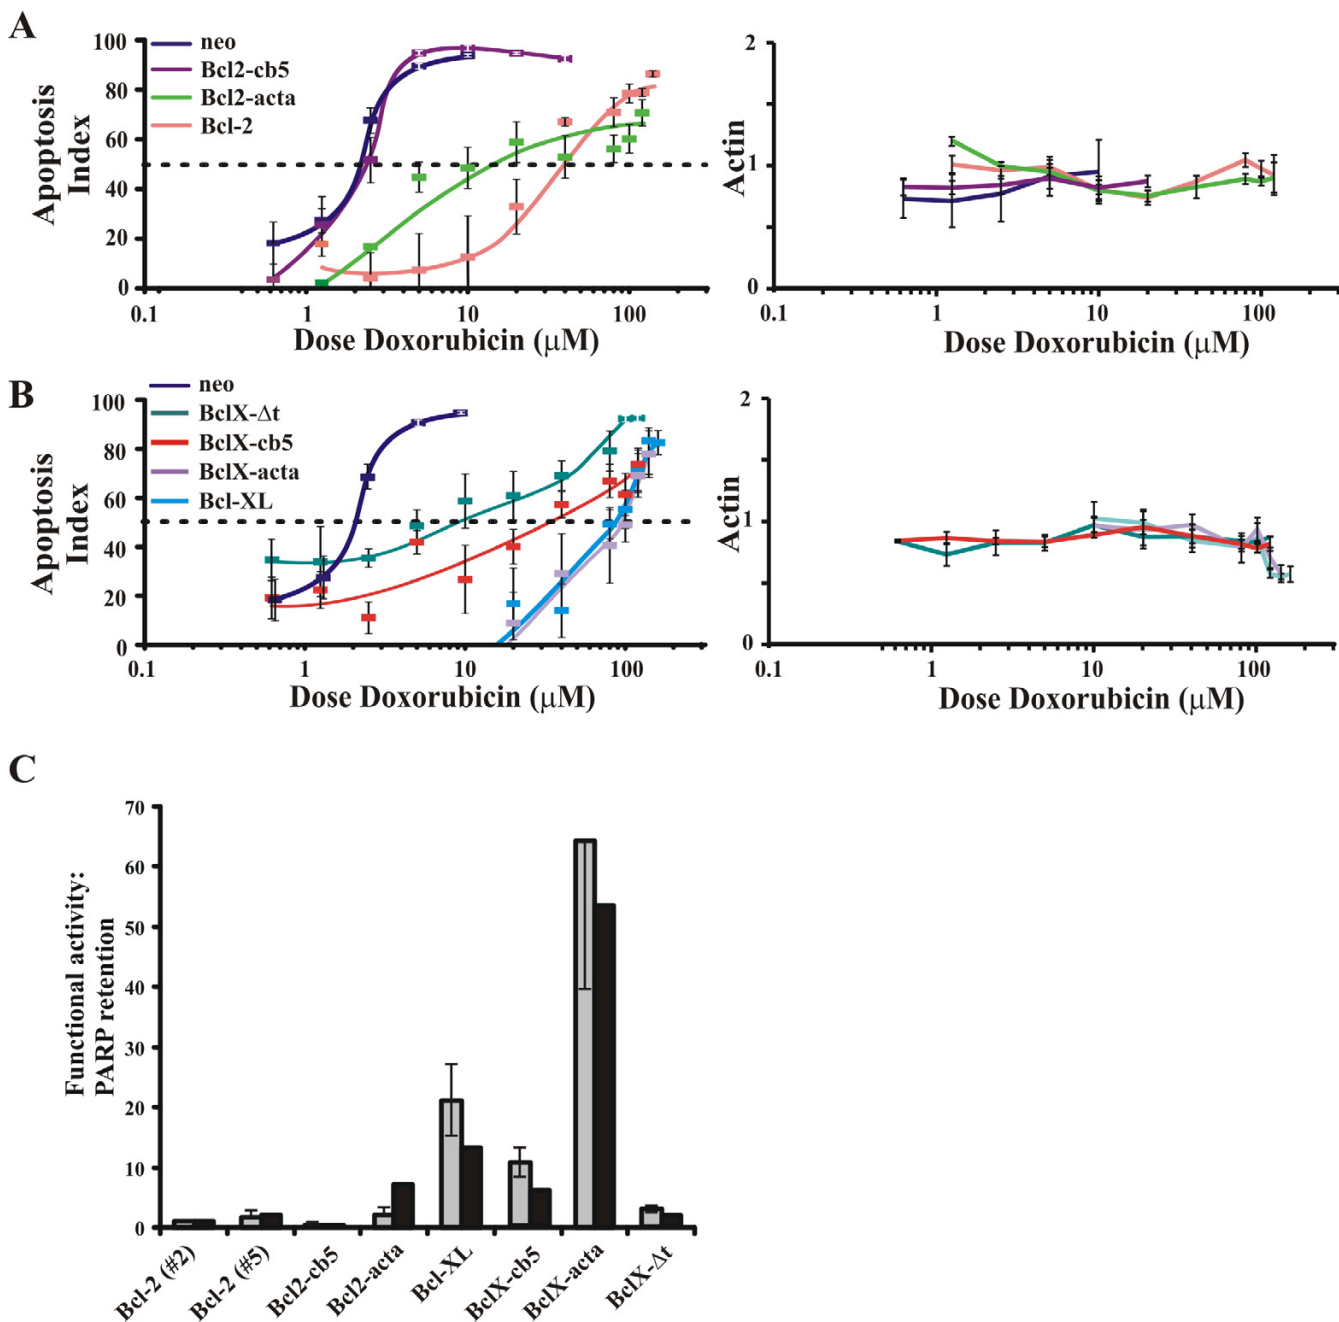 A
neo
Bcl2-cb5
Bcl2-acta
Bcl-2
Apoptosis
Index
100
80
60
40
20
0
0.1
1
10
100
Dose Doxorubicin (μM)
Actin
2
1
0
0.1
1
10
100
Dose Doxorubicin (μM)
B
neo
BclX-Δt
BclX-cb5
BclX-acta
Bcl-XL
Apoptosis
Index
100
80
60
40
20
0
0.1
1
10
100
Dose Doxorubicin (μM)
Actin
2
1
0
0.1
1
10
100
Dose Doxorubicin (μM)
C
Functional activity:
PARP retention
70
60
50
40
30
20
10
0
Bcl-2 (#2)
Bcl-2 (#5)
Bcl2-cb5
Bcl2-acta
Bcl-XL
BclX-cb5
BclX-acta
BclX-Δt